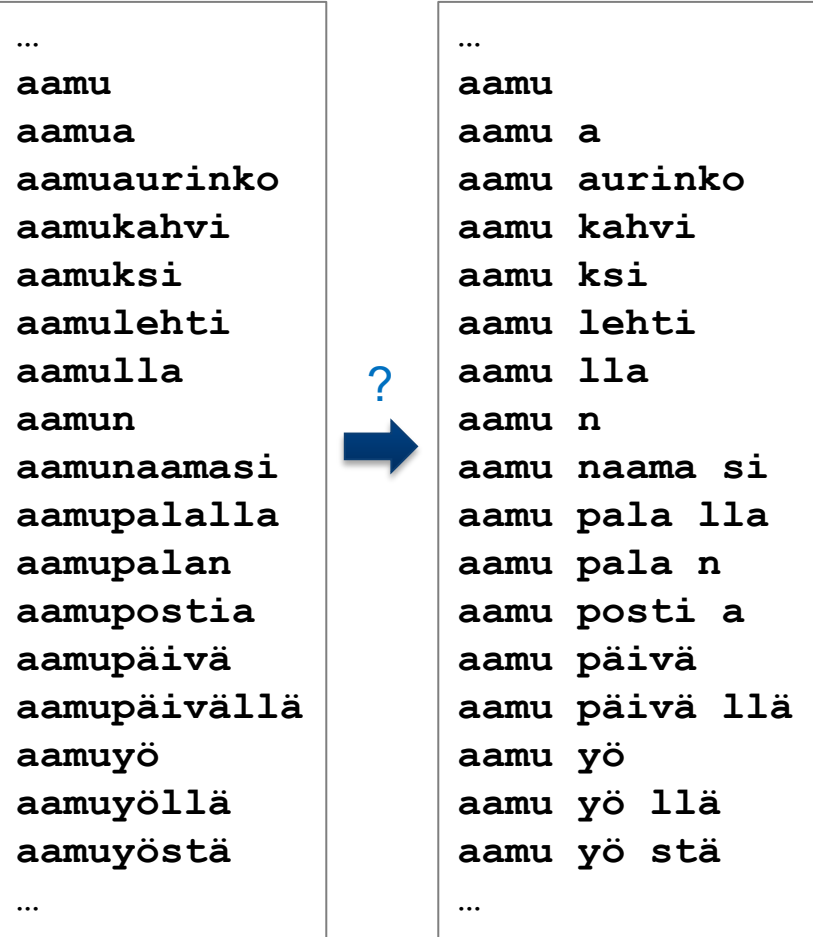 …
aamu
aamua
aamuaurinko
aamukahvi
aamuksi
aamulehti
aamulla
aamun
aamunaamasi
aamupalalla
aamupalan
aamupostia
aamupäivä
aamupäivällä
aamuyö
aamuyöllä
aamuyöstä
…
?
…
aamu
aamu a
aamu aurinko
aamu kahvi
aamu ksi
aamu lehti
aamu lla
aamu n
aamu naama si
aamu pala lla
aamu pala n
aamu posti a
aamu päivä
aamu päivä llä
aamu yö
aamu yö llä
aamu yö stä
…